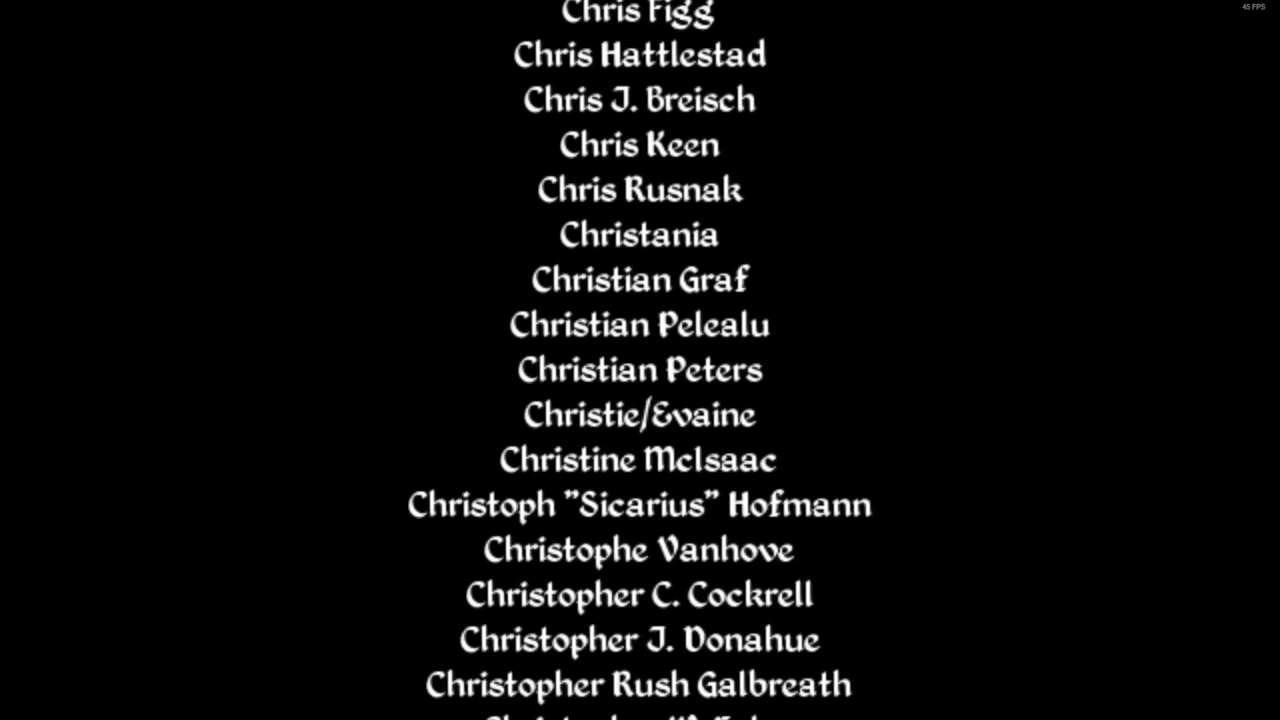 45 FPS
Chris Figg
Chris Hattlestad
Chris J. Breisch
Chris Keen
Chris Rusnak
Christania
Christian Graf
Christian Pelealu
Christian Peters
Christie/Evaine
Christine McIsaac
Christoph "Sicarius" Hofmann
Christophe Vanhove
Christopher C. Cockrell
Christopher J. Donahue
Christopher Rush Galbreath